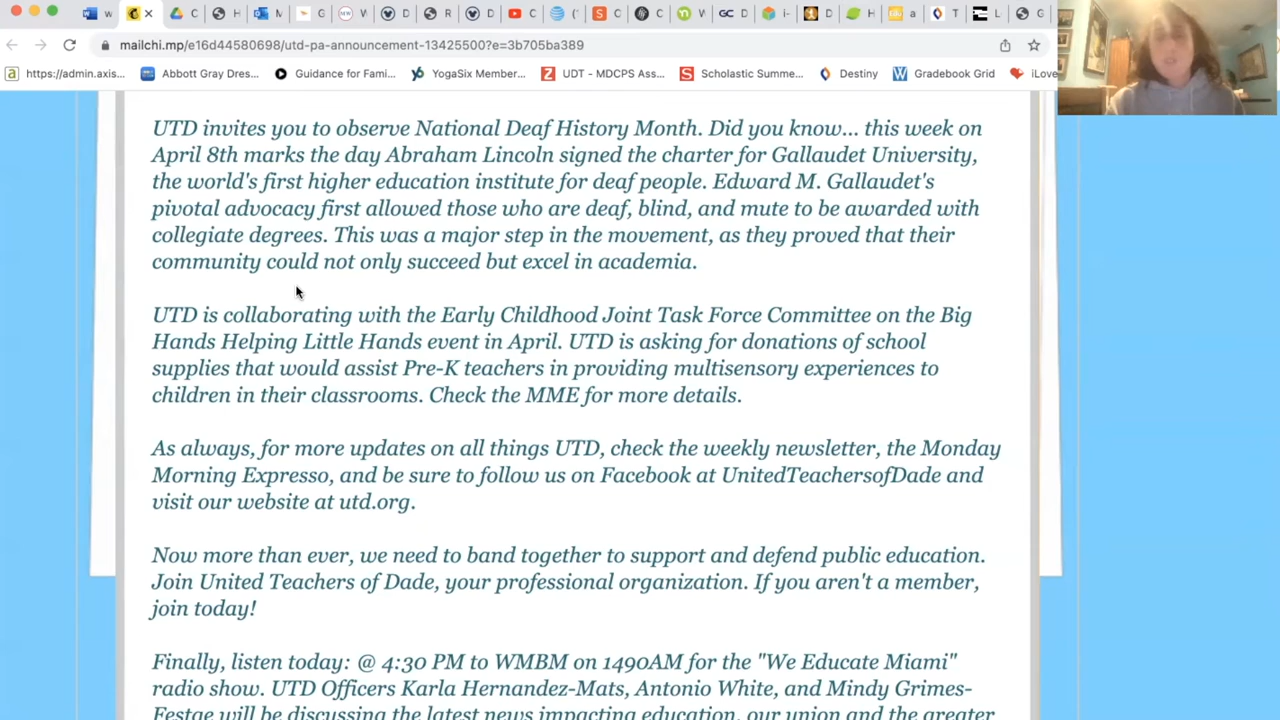 w
C
H
M
G
W
D
R
D
C
('
C
C
N
D
i-
D
H
a
T
L
G
mailchi.mp/e16d44580698/utd-pa-announcement-13425500?e=3b705ba389
https://admin.axis...
Abbott Gray Dres...
Guidance for Fami...
YogaSix Member...
UDT - MDCPS Ass...
Scholastic Summe...
Destiny
Gradebook Grid
iLove
UTD invites you to observe National Deaf History Month. Did you know... this week on
April 8th marks the day Abraham Lincoln signed the charter for Gallaudet University,
the world's first higher education institute for deaf people. Edward M. Gallaudet's
pivotal advocacy first allowed those who are deaf, blind, and mute to be awarded with
collegiate degrees. This was a major step in the movement, as they proved that their
community could not only succeed but excel in academia.
UTD is collaborating with the Early Childhood Joint Task Force Committee on the Big
Hands Helping Little Hands event in April. UTD is asking for donations of school
supplies that would assist Pre-K teachers in providing multisensory experiences to
children in their classrooms. Check the MME for more details.
As always, for more updates on all things UTD, check the weekly newsletter, the Monday
Morning Expresso, and be sure to follow us on Facebook at UnitedTeachersofDade and
visit our website at utd.org.
Now more than ever, we need to band together to support and defend public education.
Join United Teachers of Dade, your professional organization. If you aren't a member,
join today!
Finally, listen today: @ 4:30 PM to WMBM on 1490AM for the "We Educate Miami"
radio show. UTD Officers Karla Hernandez-Mats, Antonio White, and Mindy Grimes-
Festge will be discussing the latest news impacting education, our union and the greater